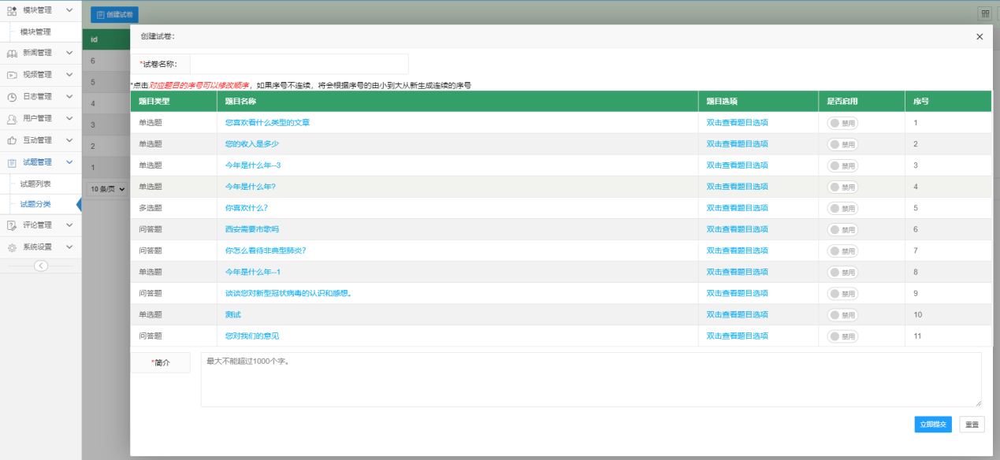 模块管理
模块管理
新闻管理
视频管理
日志管理
用户管理
互动管理
试题管理
试题列表
试题分类
评论管理
系统设置
创建试卷
id
6
5
4
3
2
1
10 条/页
创建试卷:
*试卷名称:
*点击对应题目的序号可以修改顺序，如果序号不连续，将会根据序号的由小到大从新生成连续的序号
题目类型 题目名称 题目选项 是否启用 序号
单选题 您喜欢看什么类型的文章 双击查看题目选项 禁用 1
单选题 您的收入是多少 双击查看题目选项 禁用 2
单选题 今年是什么年--3 双击查看题目选项 禁用 3
单选题 今年是什么年? 双击查看题目选项 禁用 4
多选题 你喜欢什么? 双击查看题目选项 禁用 5
问答题 西安需要市歌吗 双击查看题目选项 禁用 6
问答题 你怎么看待非典型肺炎? 双击查看题目选项 禁用 7
单选题 今年是什么年--1 双击查看题目选项 禁用 8
问答题 谈谈您对新型冠状病毒的认识和感想。 双击查看题目选项 禁用 9
单选题 测试 双击查看题目选项 禁用 10
问答题 您对我们的意见 双击查看题目选项 禁用 11
*简介
最大不能超过1000个字。
立即提交 重置